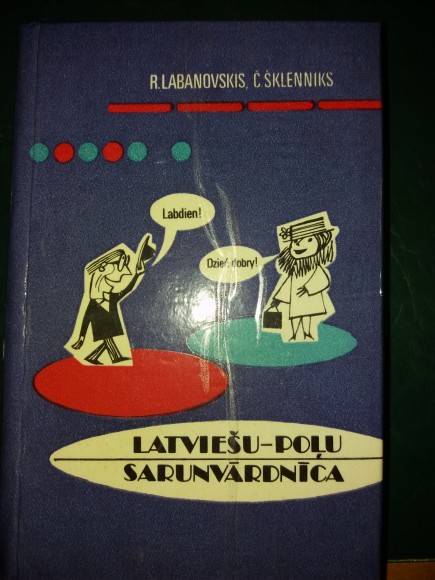 R.LABANOVSKIS, Č.ŠKLENNIKS
Labdien!
Dzień dobry!
LATVIEŠU-POĻU
SARUNVĀRDNĪCA